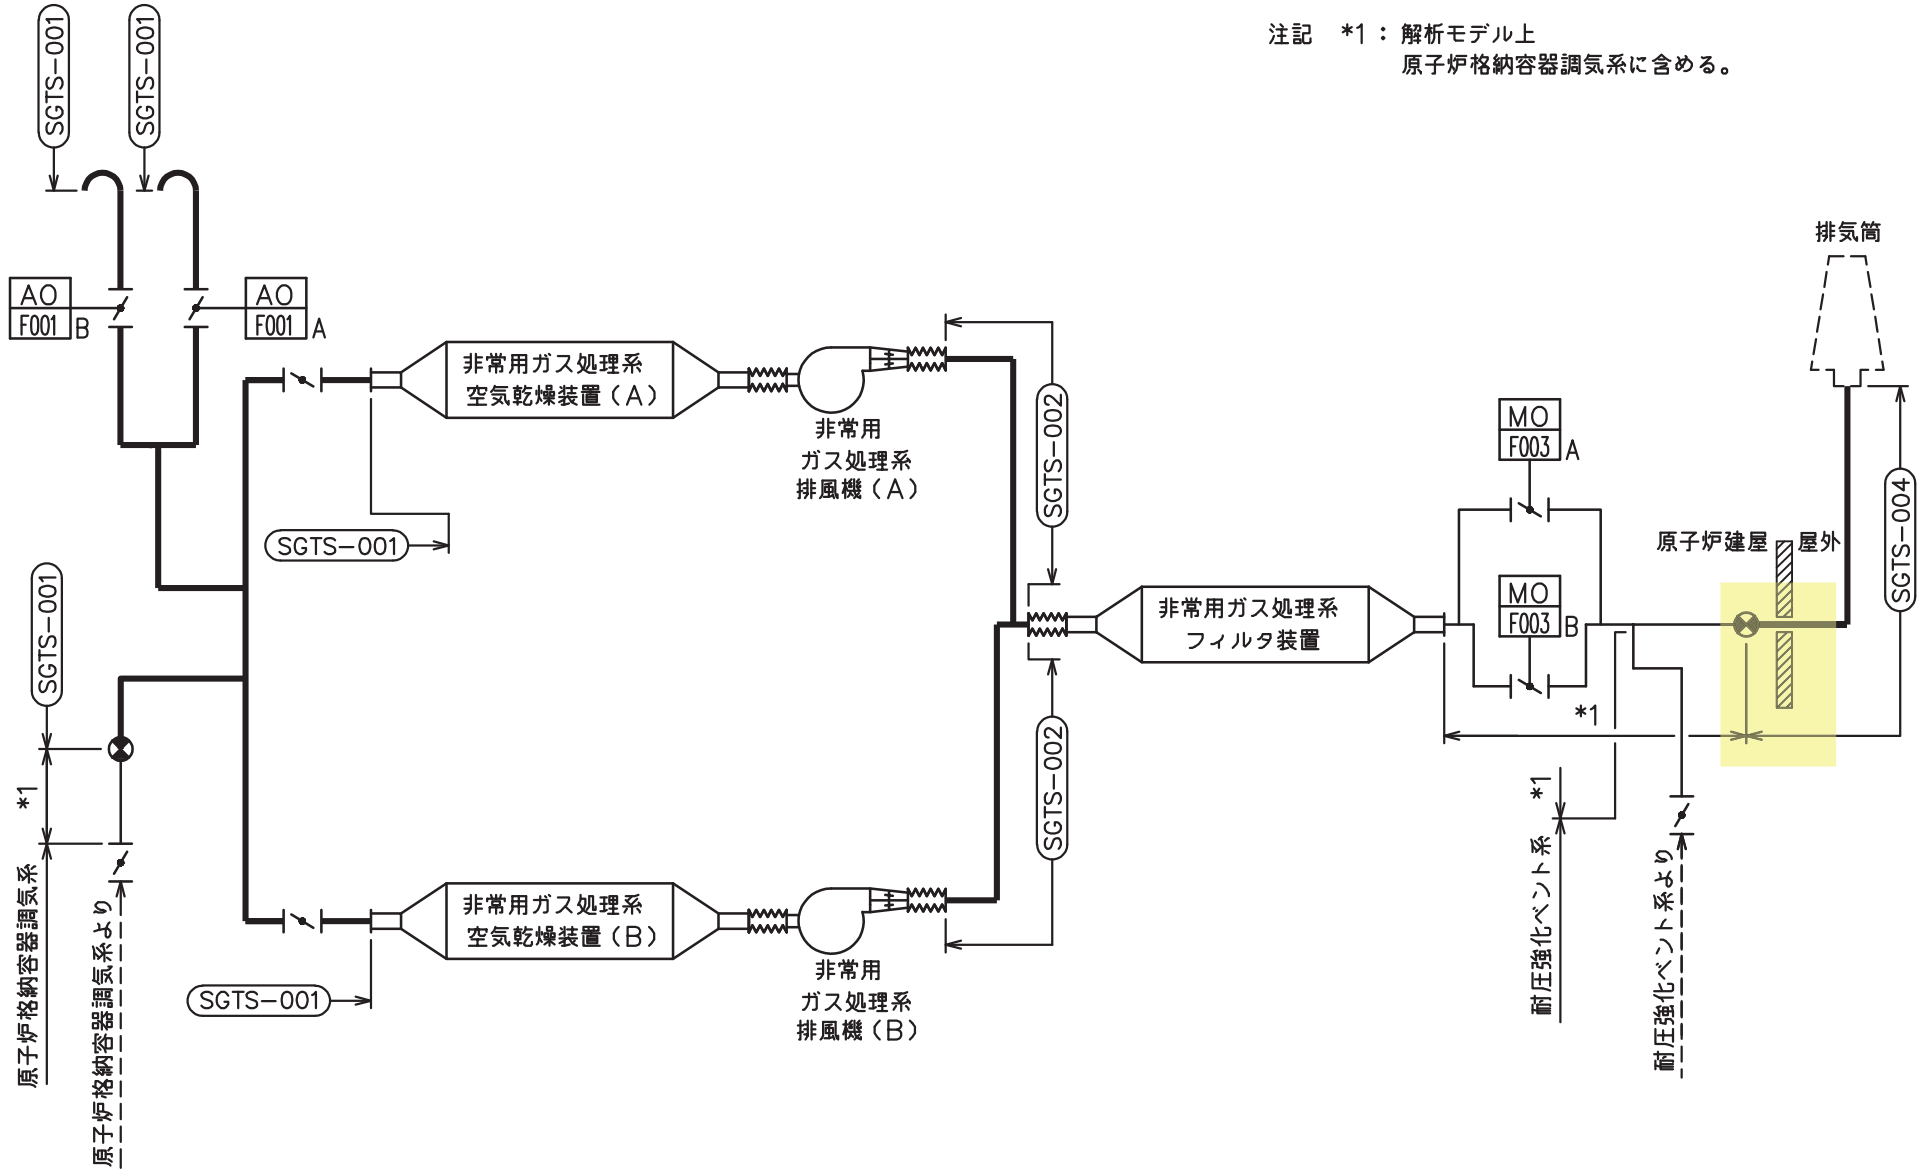 注記 *1 : 解析モデル上
原子炉格納容器調気系に含める。
SGTS-001
SGTS-001
排気筒
AO
F001
B
AO
F001
A
非常用ガス処理系
空気乾燥装置(A)
非常用
ガス処理系
排風機(A)
SGTS-002
MO
F003
A
SGTS-004
SGTS-001
原子炉建屋
屋外
SGTS-001
非常用ガス処理系
フィルタ装置
MO
F003
B
*1
SGTS-002
*1
原子炉格納容器調気系
原子炉格納容器調気系より
*1
耐圧強化ベント系
耐圧強化ベント系より
非常用ガス処理系
空気乾燥装置(B)
非常用
ガス処理系
排風機(B)
SGTS-001